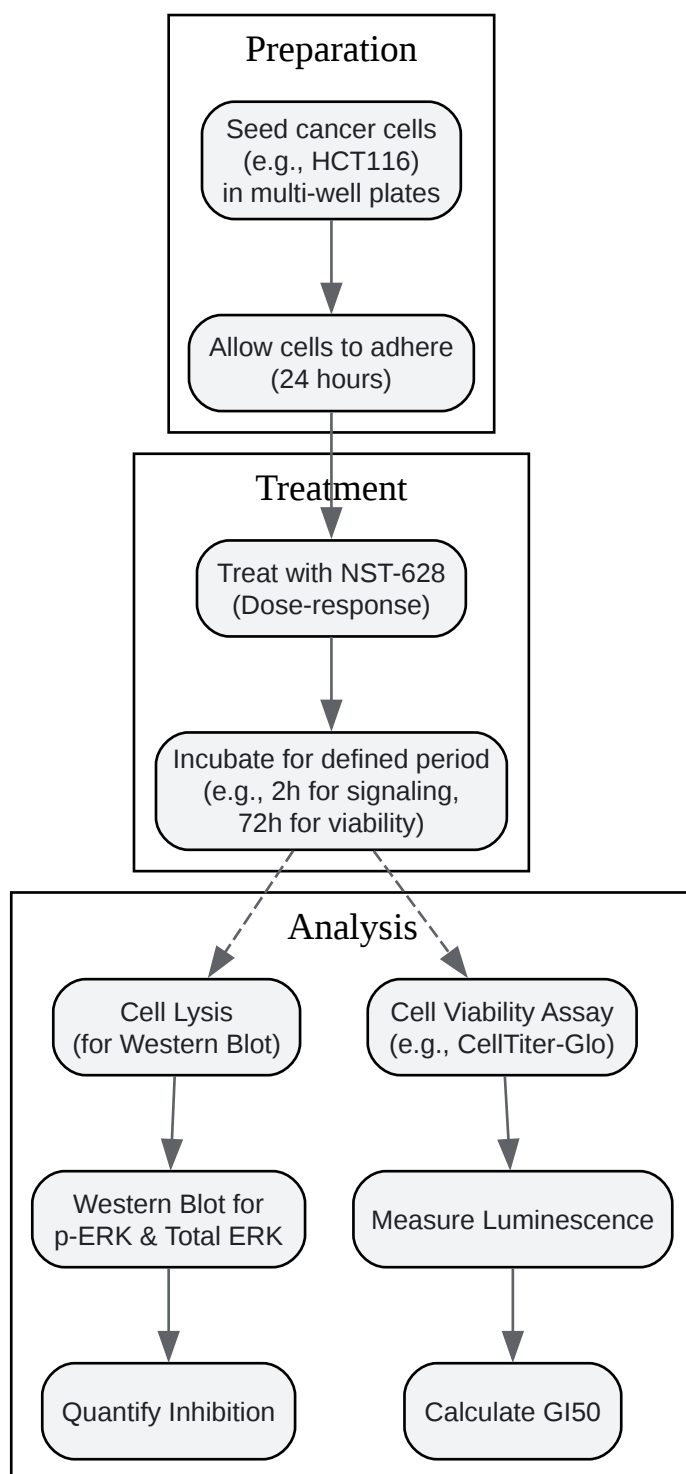 Preparation
Seed cancer cells
(e.g., HCT116)
in multi-well plates
Allow cells to adhere
(24 hours)
Treatment
Treat with NST-628
(Dose-response)
Incubate for defined period
(e.g., 2h for signaling,
72h for viability)
Analysis
Cell Lysis
(for Western Blot)
Cell Viability Assay
(e.g., CellTiter-Glo)
Western Blot for
p-ERK & Total ERK
Measure Luminescence
Quantify Inhibition
Calculate GI50